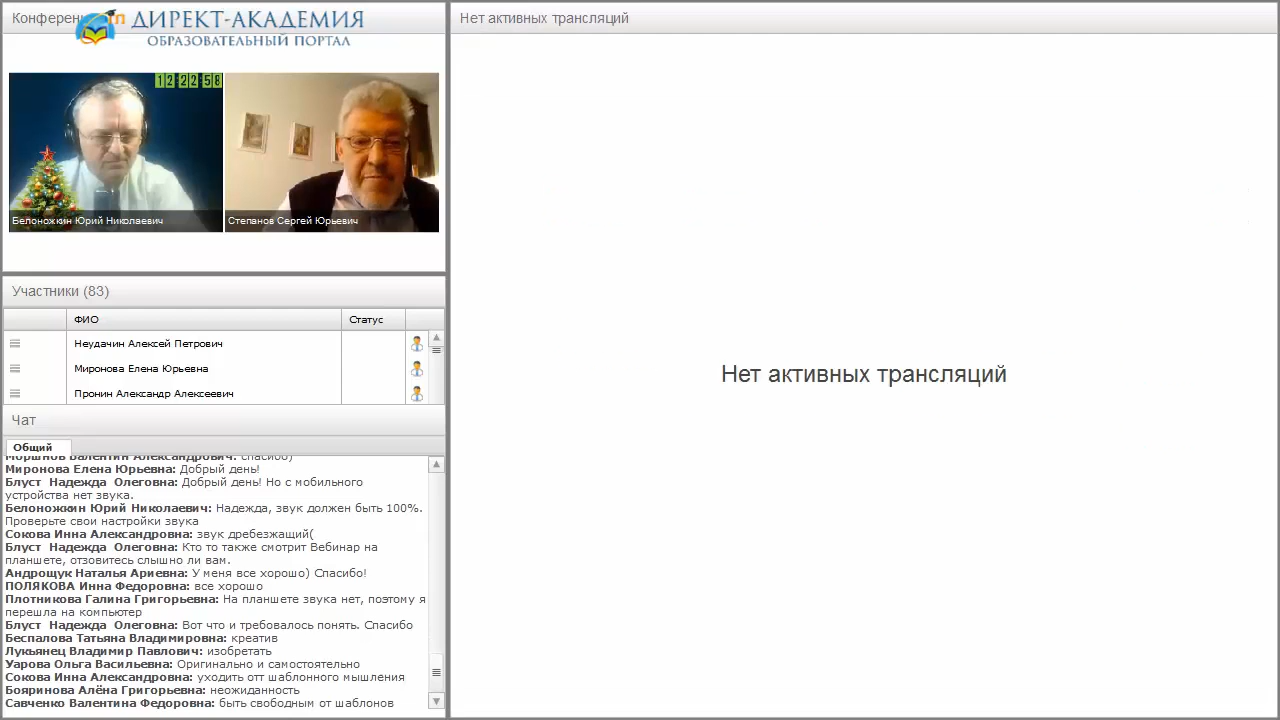 Конференц
ДИРЕКТ-АКАДЕМИЯ
ОБРАЗОВАТЕЛЬНЫЙ ПОРТАЛ
12:22:58
Белоножкин Юрий Николаевич
Степанов Сергей Юрьевич
Участники (83)
ФИО Статус
Неудачин Алексей Петрович
Миронова Елена Юрьевна
Пронин Александр Алексеевич
Чат
Общий
Моршнов Валентин Александрович: спасибо)
Миронова Елена Юрьевна: Добрый день!
Блуст Надежда Олеговна: Добрый день! Но с мобильного
устройства нет звука.
Белоножкин Юрий Николаевич: Надежда, звук должен быть 100%.
Проверьте свои настройки звука
Сокова Инна Александровна: звук дребезжащий(
Блуст Надежда Олеговна: Кто то также смотрит Вебинар на
планшете, отзовитесь слышно ли вам.
Андрощук Наталья Ариевна: У меня все хорошо) Спасибо!
ПОЛЯКОВА Инна Федоровна: все хорошо
Плотникова Галина Григорьевна: На планшете звука нет, поэтому я
перешла на компьютер
Блуст Надежда Олеговна: Вот что и требовалось понять. Спасибо
Беспалова Татьяна Владимировна: креатив
Лукьянец Владимир Павлович: изобретать
Уарова Ольга Васильевна: Оригинально и самостоятельно
Сокова Инна Александровна: уходить отт шаблонного мышления
Бояринова Алёна Григорьевна: неожиданность
Савченко Валентина Федоровна: быть свободным от шаблонов
Нет активных трансляций
Нет активных трансляций